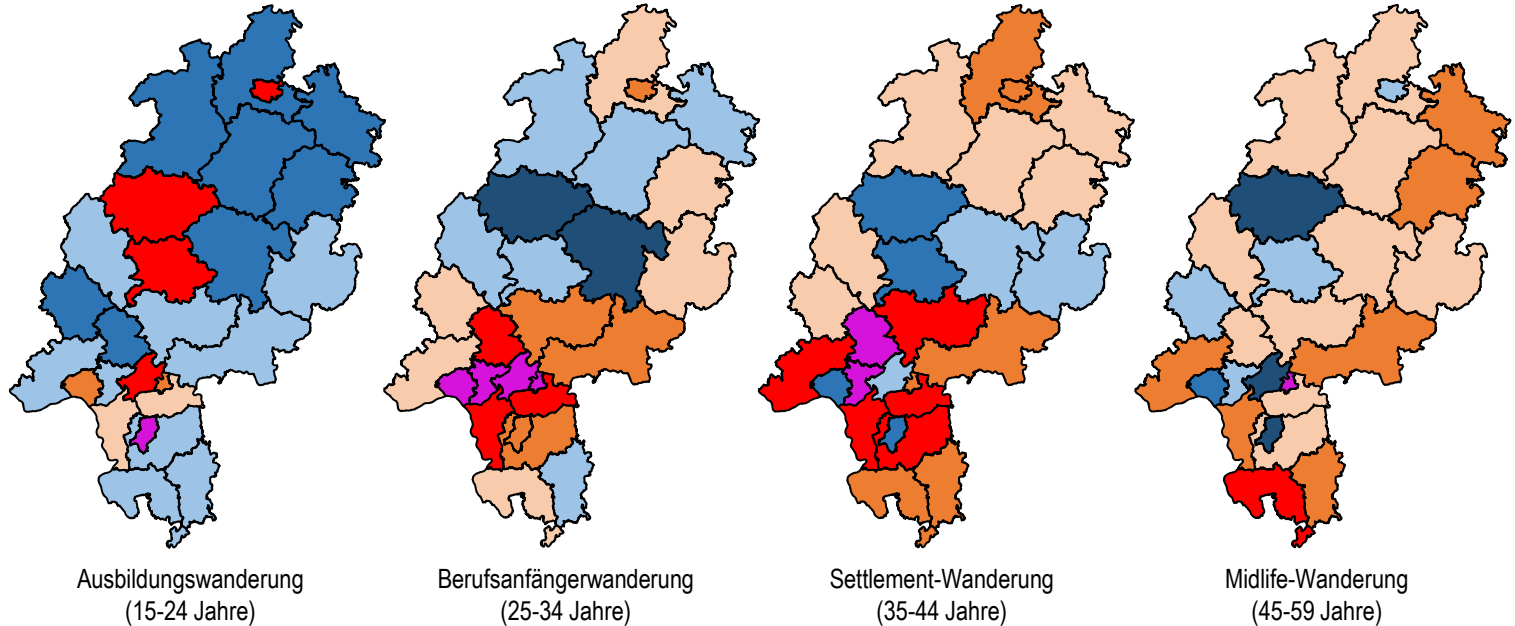 Ausbildungswanderung
(15-24 Jahre)
Berufsanfängerwanderung
(25-34 Jahre)
Settlement-Wanderung
(35-44 Jahre)
Midlife-Wanderung
(45-59 Jahre)